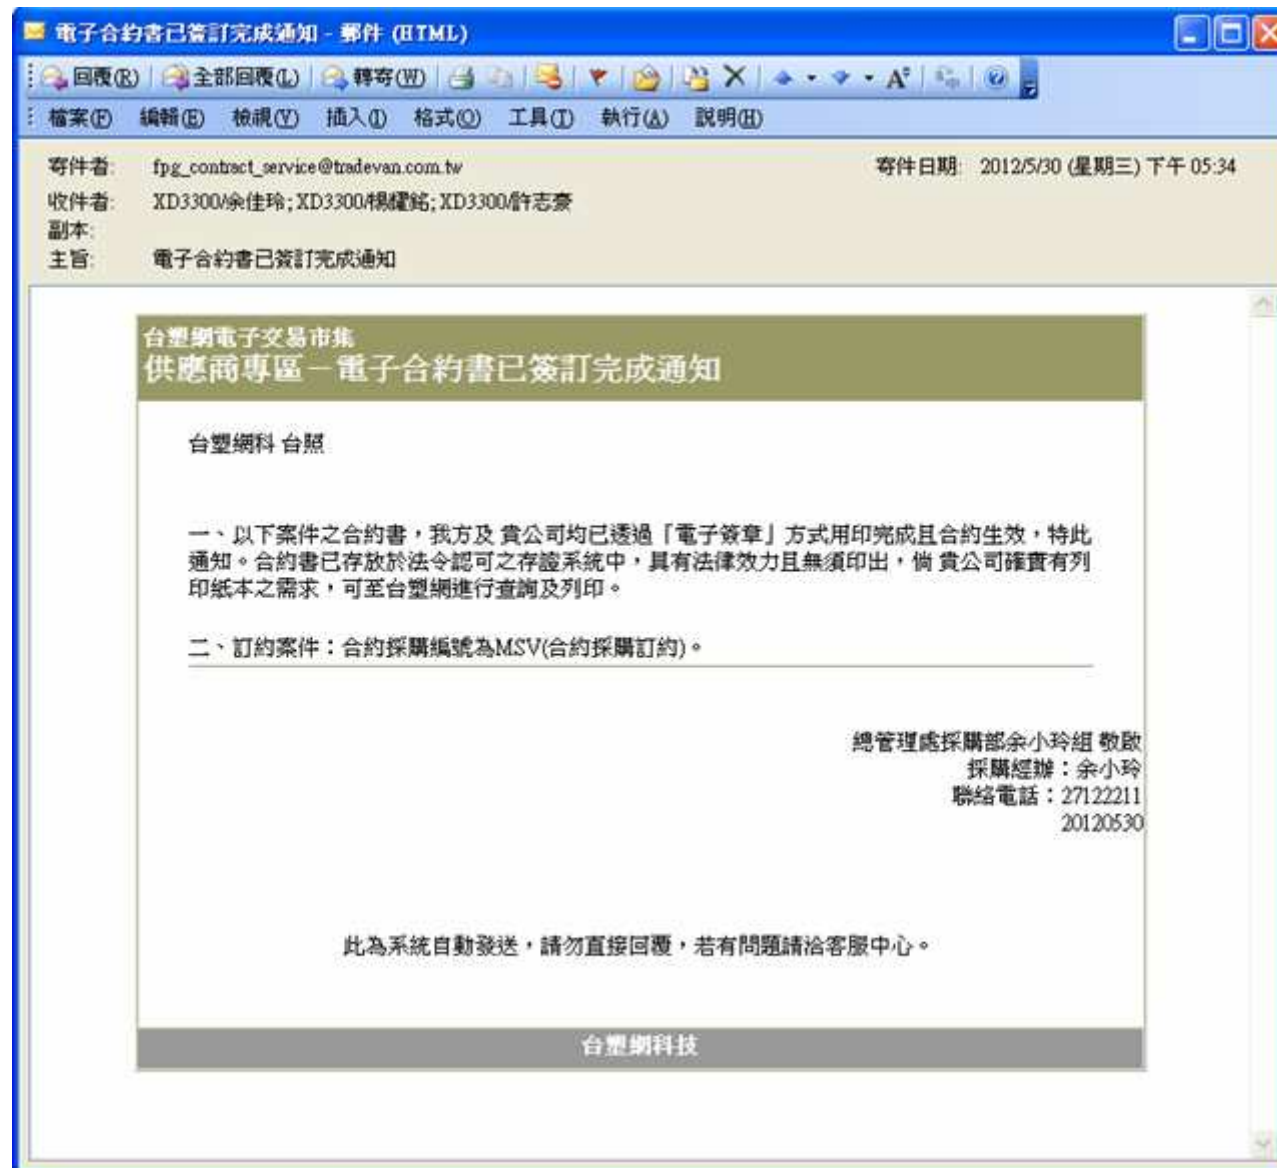 電子合約書已簽訂完成通知 - 郵件 (HTML)
回覆(R) 全部回覆(L) 轉寄(W)
檔案(F) 編輯(E) 檢視(V) 插入(I) 格式(O) 工具(T) 執行(A) 說明(H)
寄件者: fpg_contract_service@tradevan.com.tw 寄件日期: 2012/5/30 (星期三) 下午 05:34
收件者: XD3300/余佳玲; XD3300/楊耀銘; XD3300/許志豪
副本:
主旨: 電子合約書已簽訂完成通知
台塑網電子交易市集
供應商專區－電子合約書已簽訂完成通知
台塑網科 台照
一、以下案件之合約書，我方及 貴公司均已透過「電子簽章」方式用印完成且合約生效，特此
通知。合約書已存放於法令認可之存證系統中，具有法律效力且無須印出，倘 貴公司確實有列
印紙本之需求，可至台塑網進行查詢及列印。
二、訂約案件：合約採購編號為MSV(合約採購訂約)。
總管理處採購部余小玲組 敬啟
採購經辦：余小玲
聯絡電話：27122211
20120530
此為系統自動發送，請勿直接回覆，若有問題請洽客服中心。
台塑網科技